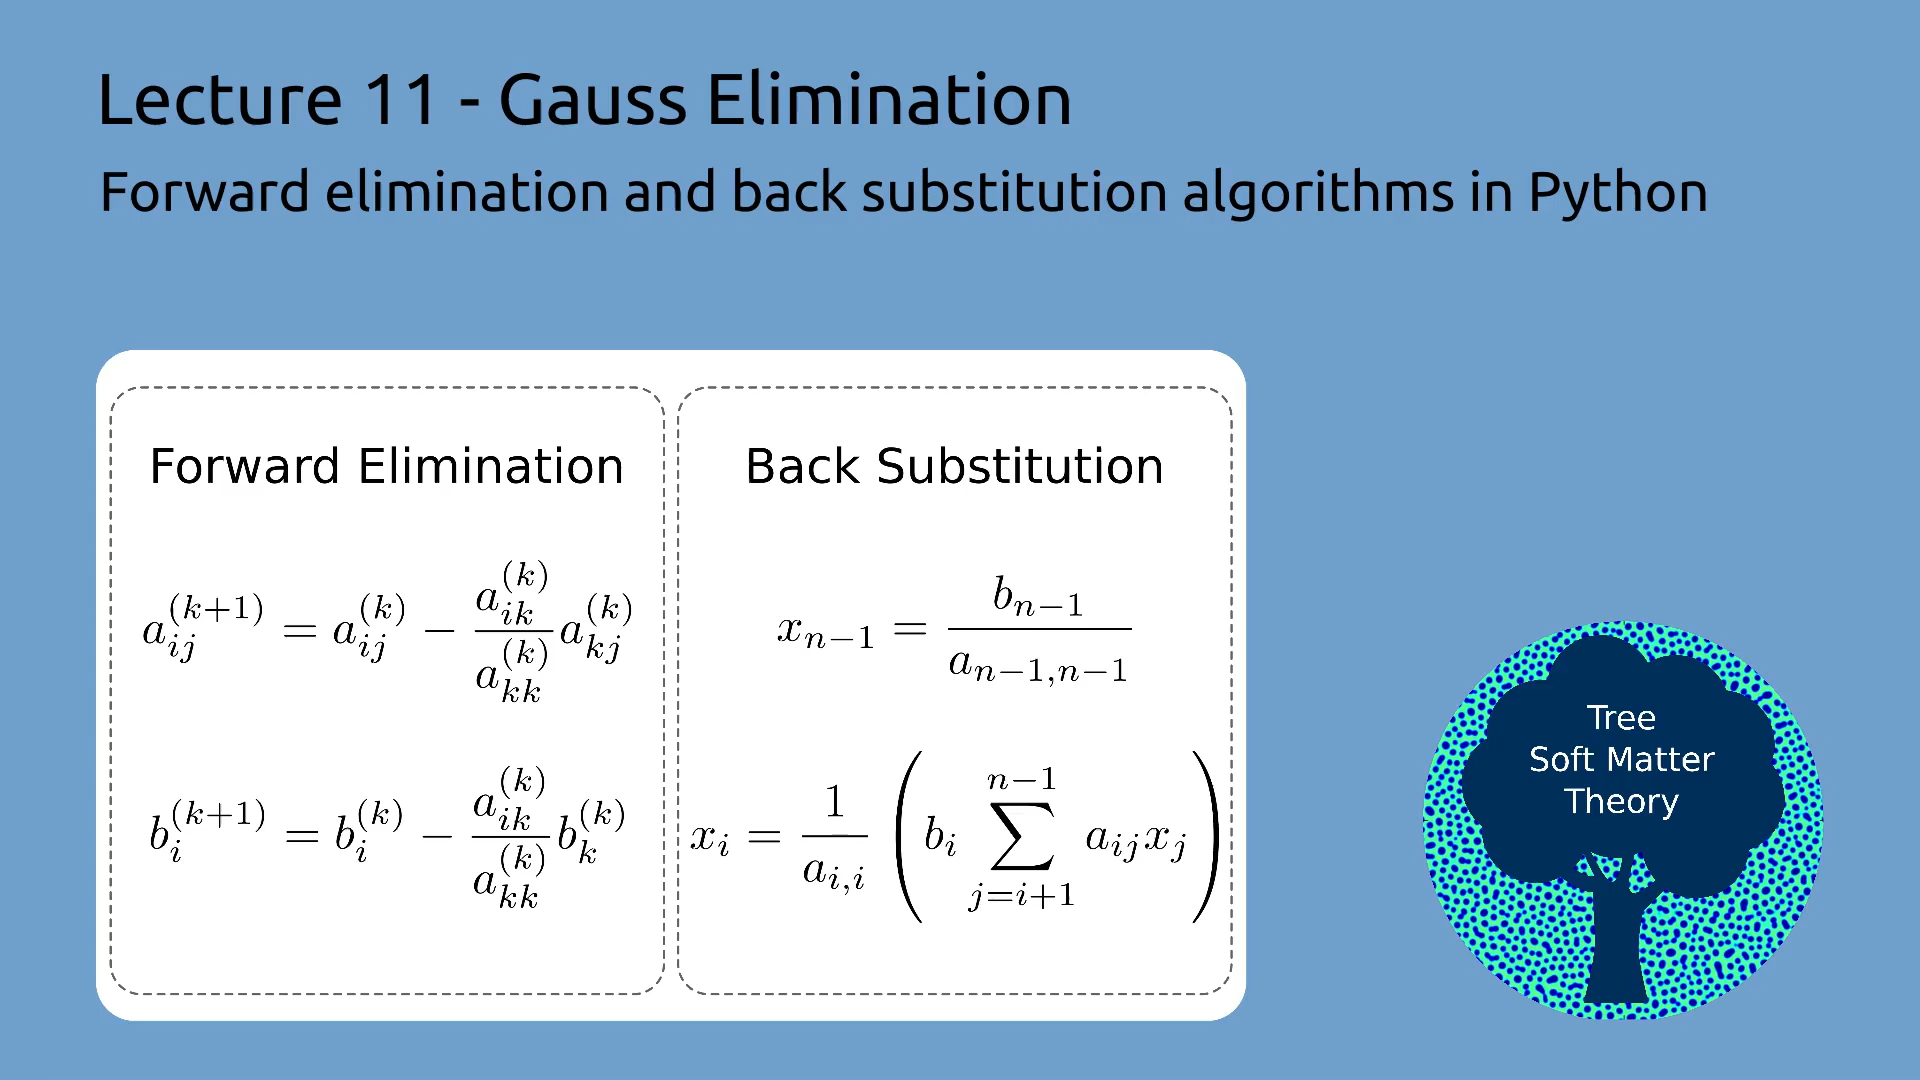 Lecture 11 - Gauss Elimination
Forward elimination and back substitution algorithms in Python
Forward Elimination
a_{ij}^{(k+1)} = a_{ij}^{(k)} - \frac{a_{ik}^{(k)}}{a_{kk}^{(k)}} a_{kj}^{(k)}
b_i^{(k+1)} = b_i^{(k)} - \frac{a_{ik}^{(k)}}{a_{kk}^{(k)}} b_k^{(k)}
Back Substitution
x_{n-1} = \frac{b_{n-1}}{a_{n-1,n-1}}
x_i = \frac{1}{a_{i,i}} \left( b_i \sum_{j=i+1}^{n-1} a_{ij} x_j \right)
Tree
Soft Matter
Theory